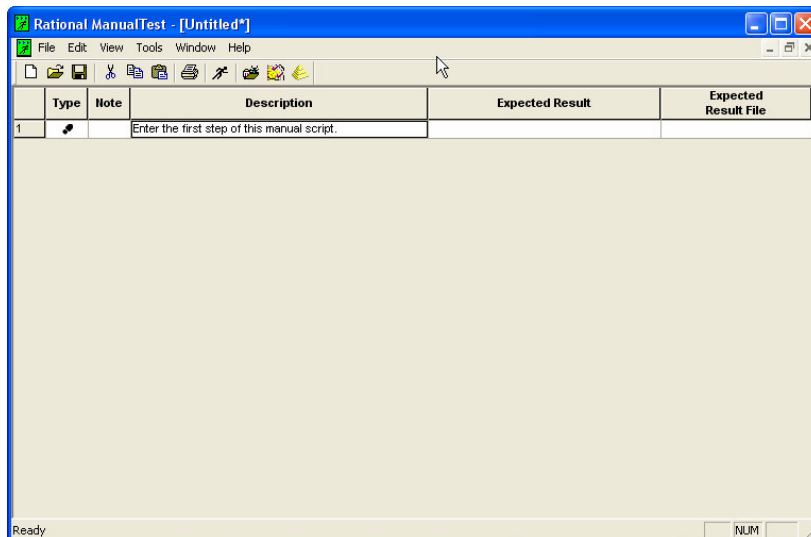 Rational ManualTest - [Untitled*]
File Edit View Tools Window Help
Type Note Description Expected Result Expected Result File
1 Enter the first step of this manual script.
Ready NUM